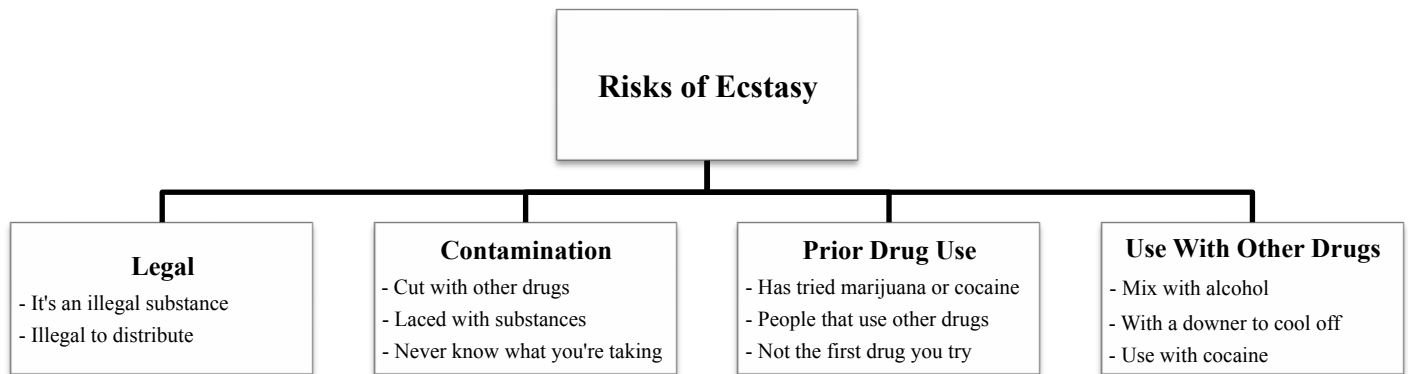 Risks of Ecstasy
Legal
- It's an illegal substance
- Illegal to distribute
Contamination
- Cut with other drugs
- Laced with substances
- Never know what you're taking
Prior Drug Use
- Has tried marijuana or cocaine
- People that use other drugs
- Not the first drug you try
Use With Other Drugs
- Mix with alcohol
- With a downer to cool off
- Use with cocaine